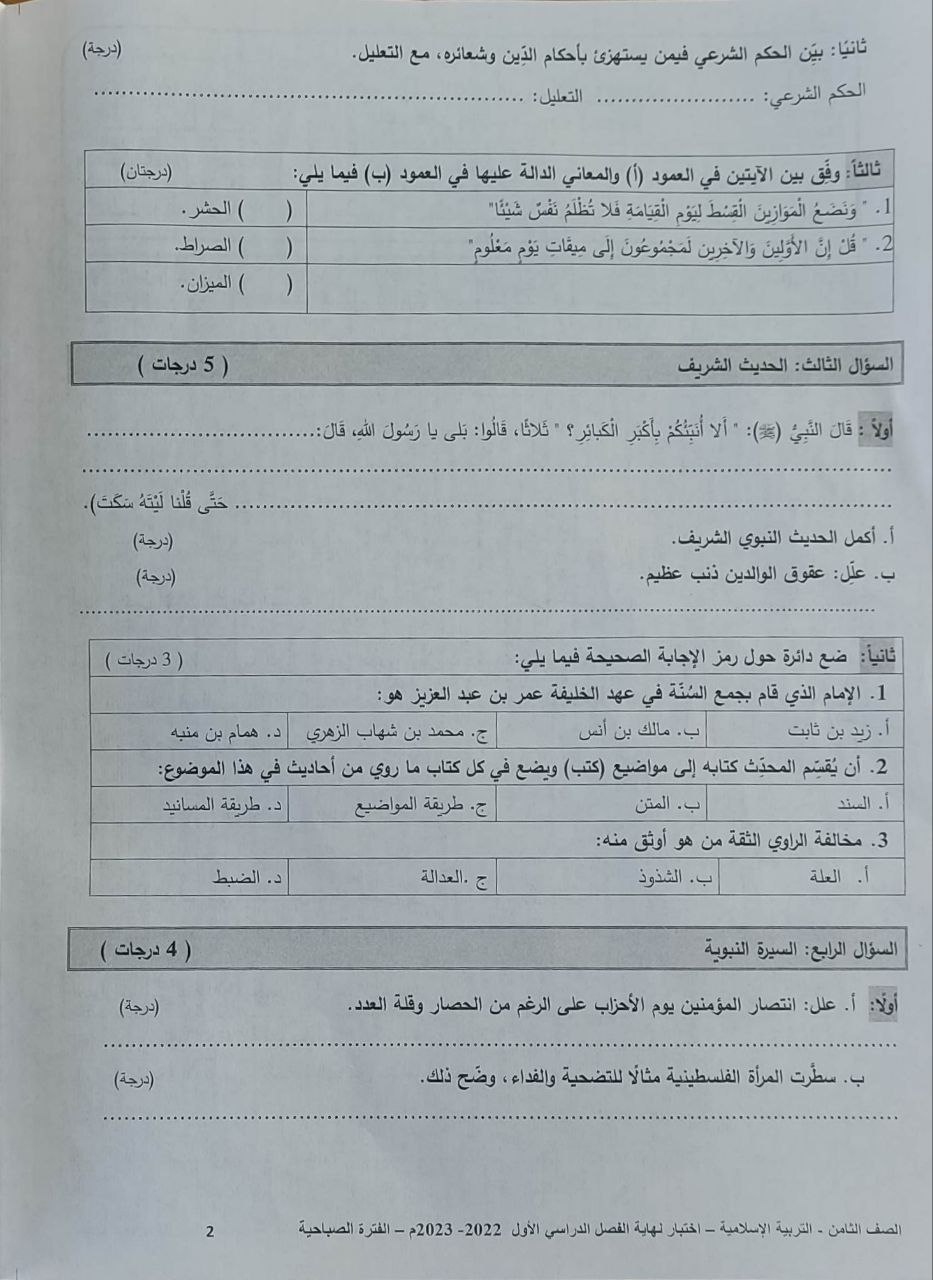 ثانيًا: بيّن الحكم الشرعي فيمن يستهزئ بأحكام الدّين وشعائره، مع التعليل. (درجة)
الحكم الشرعي: ........................ التعليل: ................................................................
ثالثاً: وفّق بين الآيتين في العمود (أ) والمعاني الدالة عليها في العمود (ب) فيما يلي: (درجتان)
1. " وَنَضَعُ الْمَوَازِينَ الْقِسْطَ لِيَوْمِ الْقِيَامَةِ فَلَا تُظْلَمُ نَفْسٌ شَيْئًا" ( ) الحشر.
2. " قُلْ إِنَّ الْأَوَّلِينَ وَالْآخِرِينَ لَمَجْمُوعُونَ إِلَى مِيقَاتِ يَوْمٍ مَعْلُومٍ" ( ) الصراط.
( ) الميزان.
السؤال الثالث: الحديث الشريف ( 5 درجات )
أولاً : قَالَ النَّبِيُّ (ﷺ): " أَلَا أُنَبِّئُكُمْ بِأَكْبَرِ الْكَبَائِرِ؟ " ثَلَاثًا، قَالُوا: بَلَى يا رَسُولَ اللهِ، قَالَ:..................................
................................................................................................
................................................................ حَتَّى قُلْنا لَيْتَهُ سَكَتَ).
أ. أكمل الحديث النبوي الشريف. (درجة)
ب. علّل: عقوق الوالدين ذنب عظيم. (درجة)
................................................................................................
ثانياً: ضع دائرة حول رمز الإجابة الصحيحة فيما يلي: ( 3 درجات )
1. الإمام الذي قام بجمع السُنّة في عهد الخليفة عمر بن عبد العزيز هو:
أ. زيد بن ثابت ب. مالك بن أنس ج. محمد بن شهاب الزهري د. همام بن منبه
2. أن يُقسّم المحدّث كتابه إلى مواضيع (كتب) ويضع في كل كتاب ما روي من أحاديث في هذا الموضوع:
أ. السند ب. المتن ج. طريقة المواضيع د. طريقة المسانيد
3. مخالفة الراوي الثقة من هو أوثق منه:
أ. العلة ب. الشذوذ ج .العدالة د. الضبط
السؤال الرابع: السيرة النبوية ( 4 درجات )
أولًا: أ. علل: انتصار المؤمنين يوم الأحزاب على الرغم من الحصار وقلة العدد. (درجة)
................................................................................................
ب. سطَّرت المرأة الفلسطينية مثالًا للتضحية والفداء، وضّح ذلك. (درجة)
................................................................................................
الصف الثامن - التربية الإسلامية – اختبار نهاية الفصل الدراسي الأول 2022- 2023م – الفترة الصباحية 2